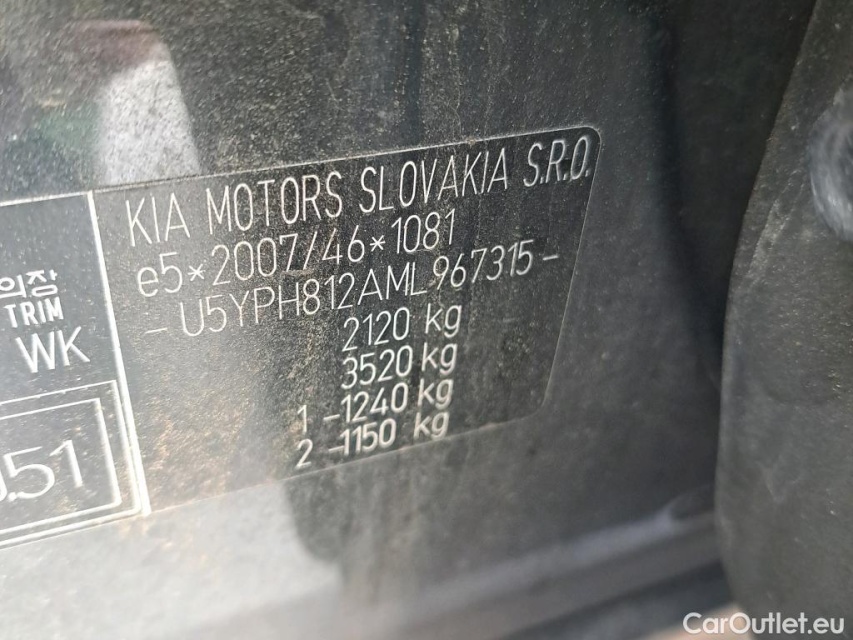 KIA MOTORS SLOVAKIA S.R.O.
e5*2007/46*1081
-U5YPH812AML967315-
2120 kg
3520 kg
1 -1240 kg
2 -1150 kg
의장
TRIM
WK
.51
CarOutlet.eu